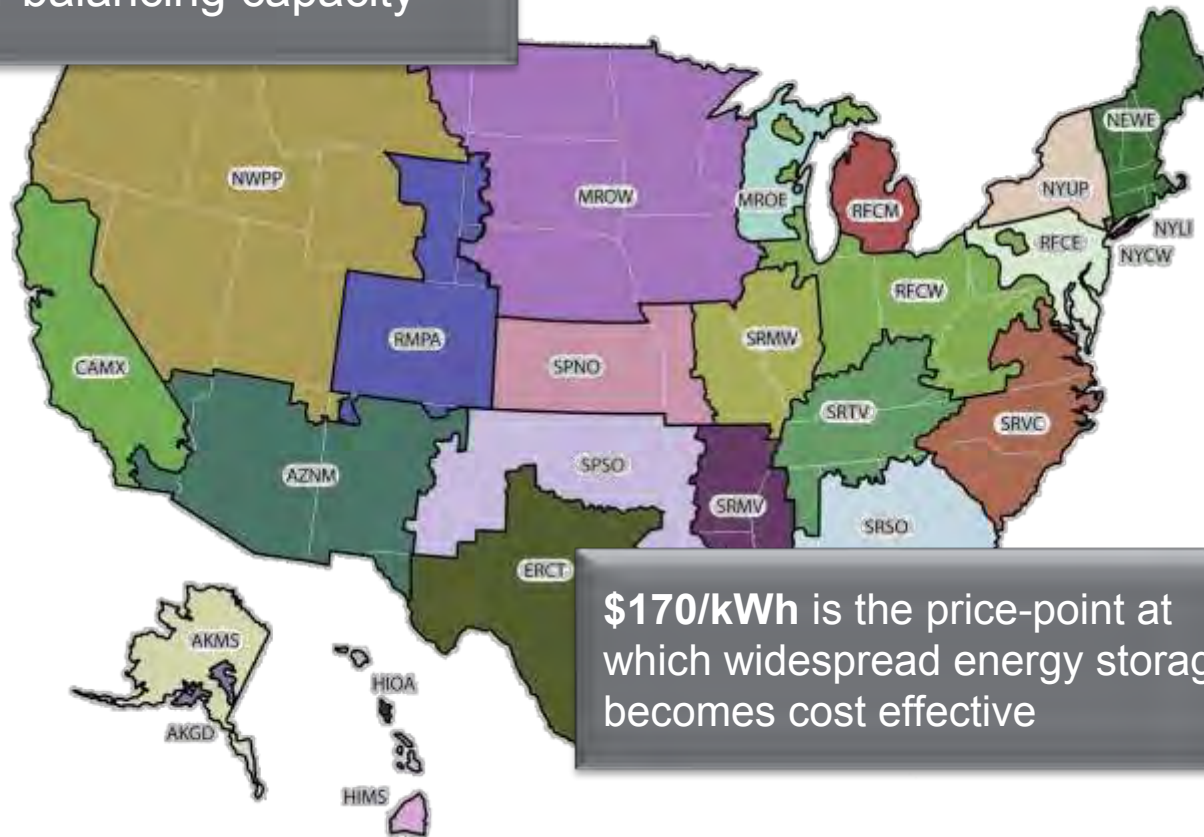 balancing capacity
NEWE
NWPP
MROW
MROE
NYUP
RFCM
NYLI
RFCE
NYCW
RFCW
RMPA
SRMW
CAMX
SPNO
SRTV
SRVC
SPSO
AZNM
SRMV
SRSO
ERCT
$170/kWh is the price-point at
which widespread energy storag
becomes cost effective
AKMS
HIOA
AKGD
HIMS